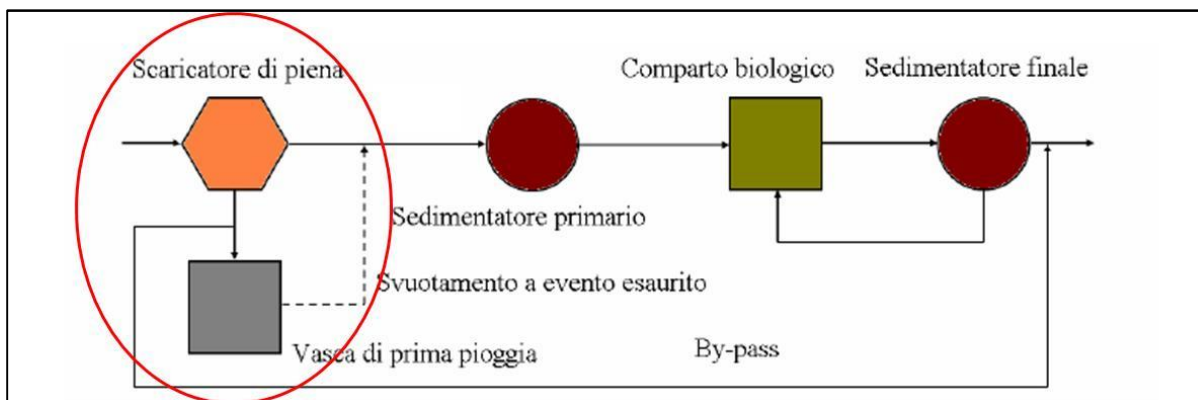 Scaricatore di piena
Comparto biologico
Sedimentatore finale
Sedimentatore primario
Svuotamento a evento esaurito
Vasca di prima pioggia
By-pass